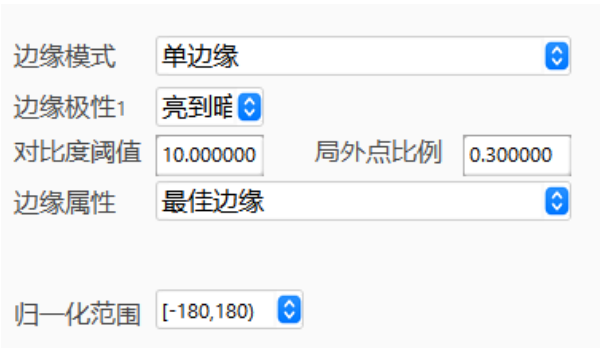 边缘模式 单边缘
边缘极性1 亮到暗
对比度阈值 10.000000 局外点比例 0.300000
边缘属性 最佳边缘
归一化范围 [-180,180)